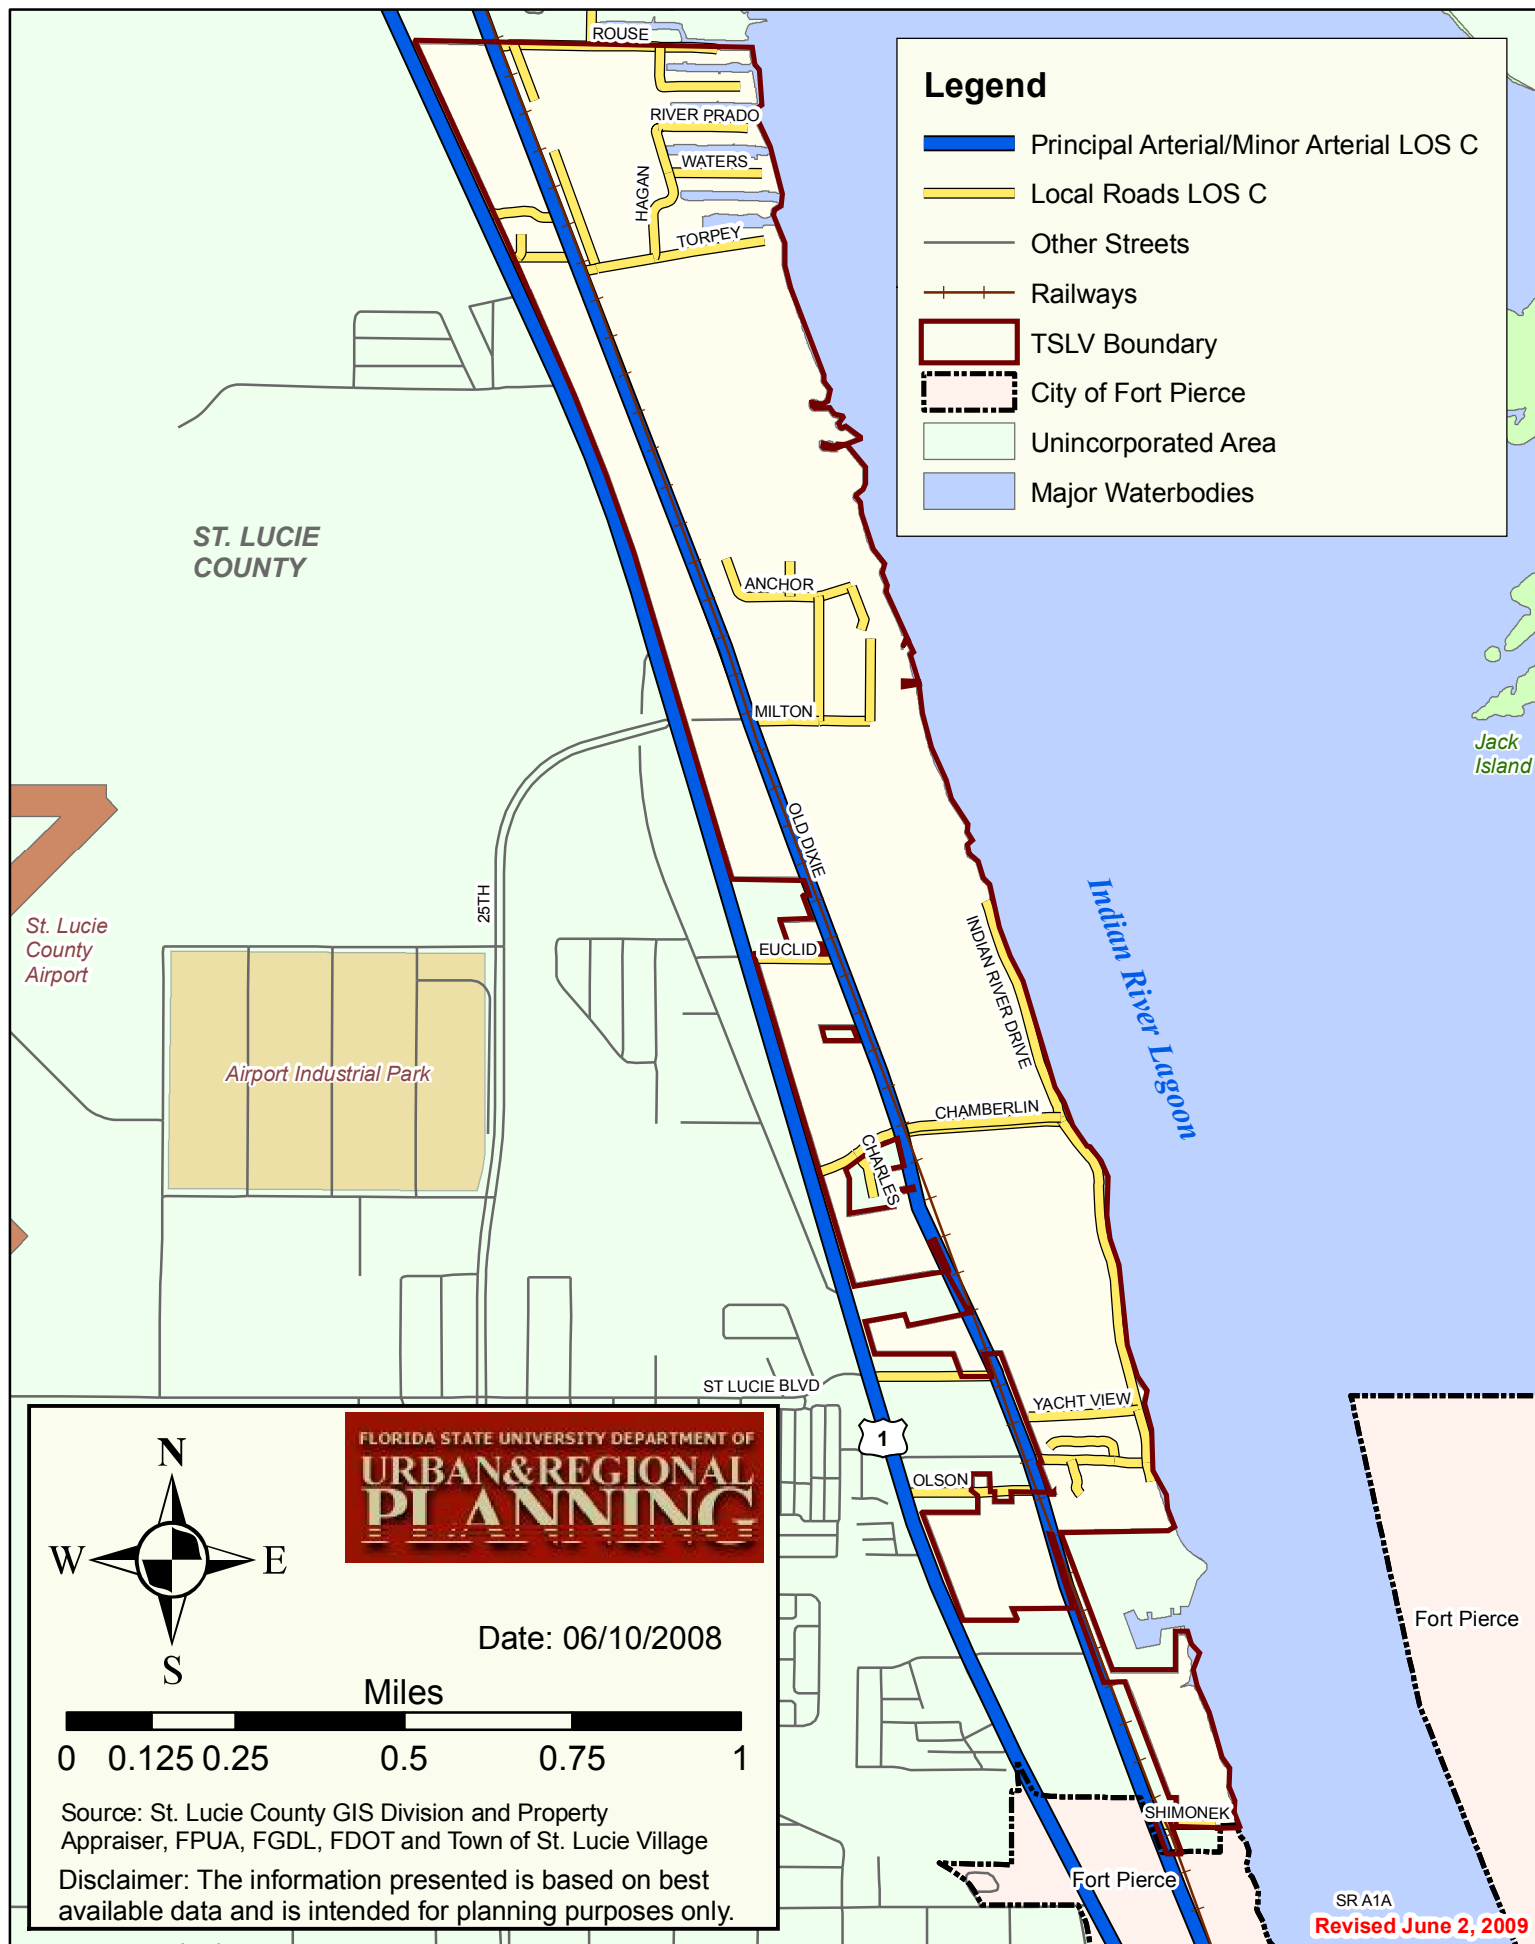 ROUSE
RIVER PRADO
WATERS
HAGAN
TORPEY
Legend
Principal Arterial/Minor Arterial LOS C
Local Roads LOS C
Other Streets
Railways
TSLV Boundary
City of Fort Pierce
Unincorporated Area
Major Waterbodies
ST. LUCIE
COUNTY
ANCHOR
MILTON
Jack
Island
OLD DIXIE
25TH
St. Lucie
County
Airport
EUCLID
INDIAN RIVER DRIVE
Indian River Lagoon
Airport Industrial Park
CHAMBERLIN
CHARLES
ST LUCIE BLVD
YACHT VIEW
1
OLSON
FLORIDA STATE UNIVERSITY DEPARTMENT OF
URBAN&REGIONAL
PLANNING
N
W
E
S
Date: 06/10/2008
Miles
0 0.125 0.25 0.5 0.75 1
Source: St. Lucie County GIS Division and Property
Appraiser, FPUA, FGDL, FDOT and Town of St. Lucie Village
Disclaimer: The information presented is based on best
available data and is intended for planning purposes only.
Fort Pierce
SHIMONEK
Fort Pierce
SR A1A
Revised June 2, 2009